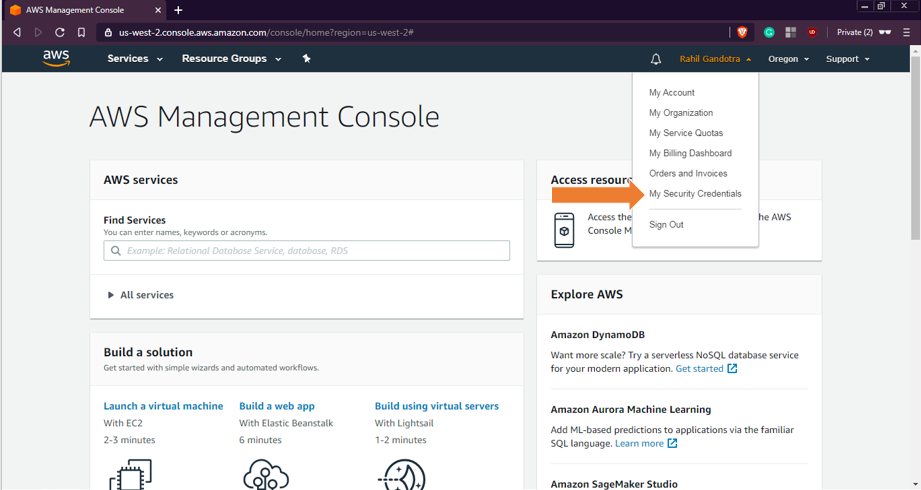 AWS Management Console
us-west-2.console.aws.amazon.com/console/home?region=us-west-2#
Private (2)
aws
Services
Resource Groups
Rahil Gandotra
Oregon
Support
My Account
My Organization
My Service Quotas
My Billing Dashboard
Orders and Invoices
My Security Credentials
Sign Out
AWS Management Console
AWS services
Find Services
You can enter names, keywords or acronyms.
Example: Relational Database Service, database, RDS
All services
Build a solution
Get started with simple wizards and automated workflows.
Launch a virtual machine
With EC2
2-3 minutes
Build a web app
With Elastic Beanstalk
6 minutes
Build using virtual servers
With Lightsail
1-2 minutes
Access resour
Access the
he AWS
Console M
Explore AWS
Amazon DynamoDB
Want more scale? Try a serverless NoSQL database service
for your modern application. Get started
Amazon Aurora Machine Learning
Add ML-based predictions to applications via the familiar
SQL language. Learn more
Amazon SageMaker Studio